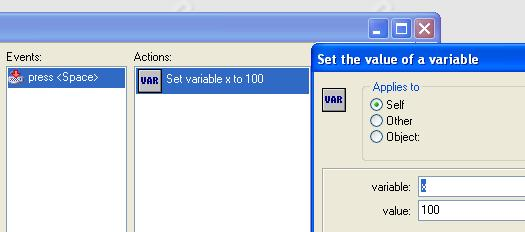 Events:
Actions:
press <Space>
VAR Set variable x to 100
Set the value of a variable
VAR
Applies to
Self
Other
Object:
variable: x
value: 100